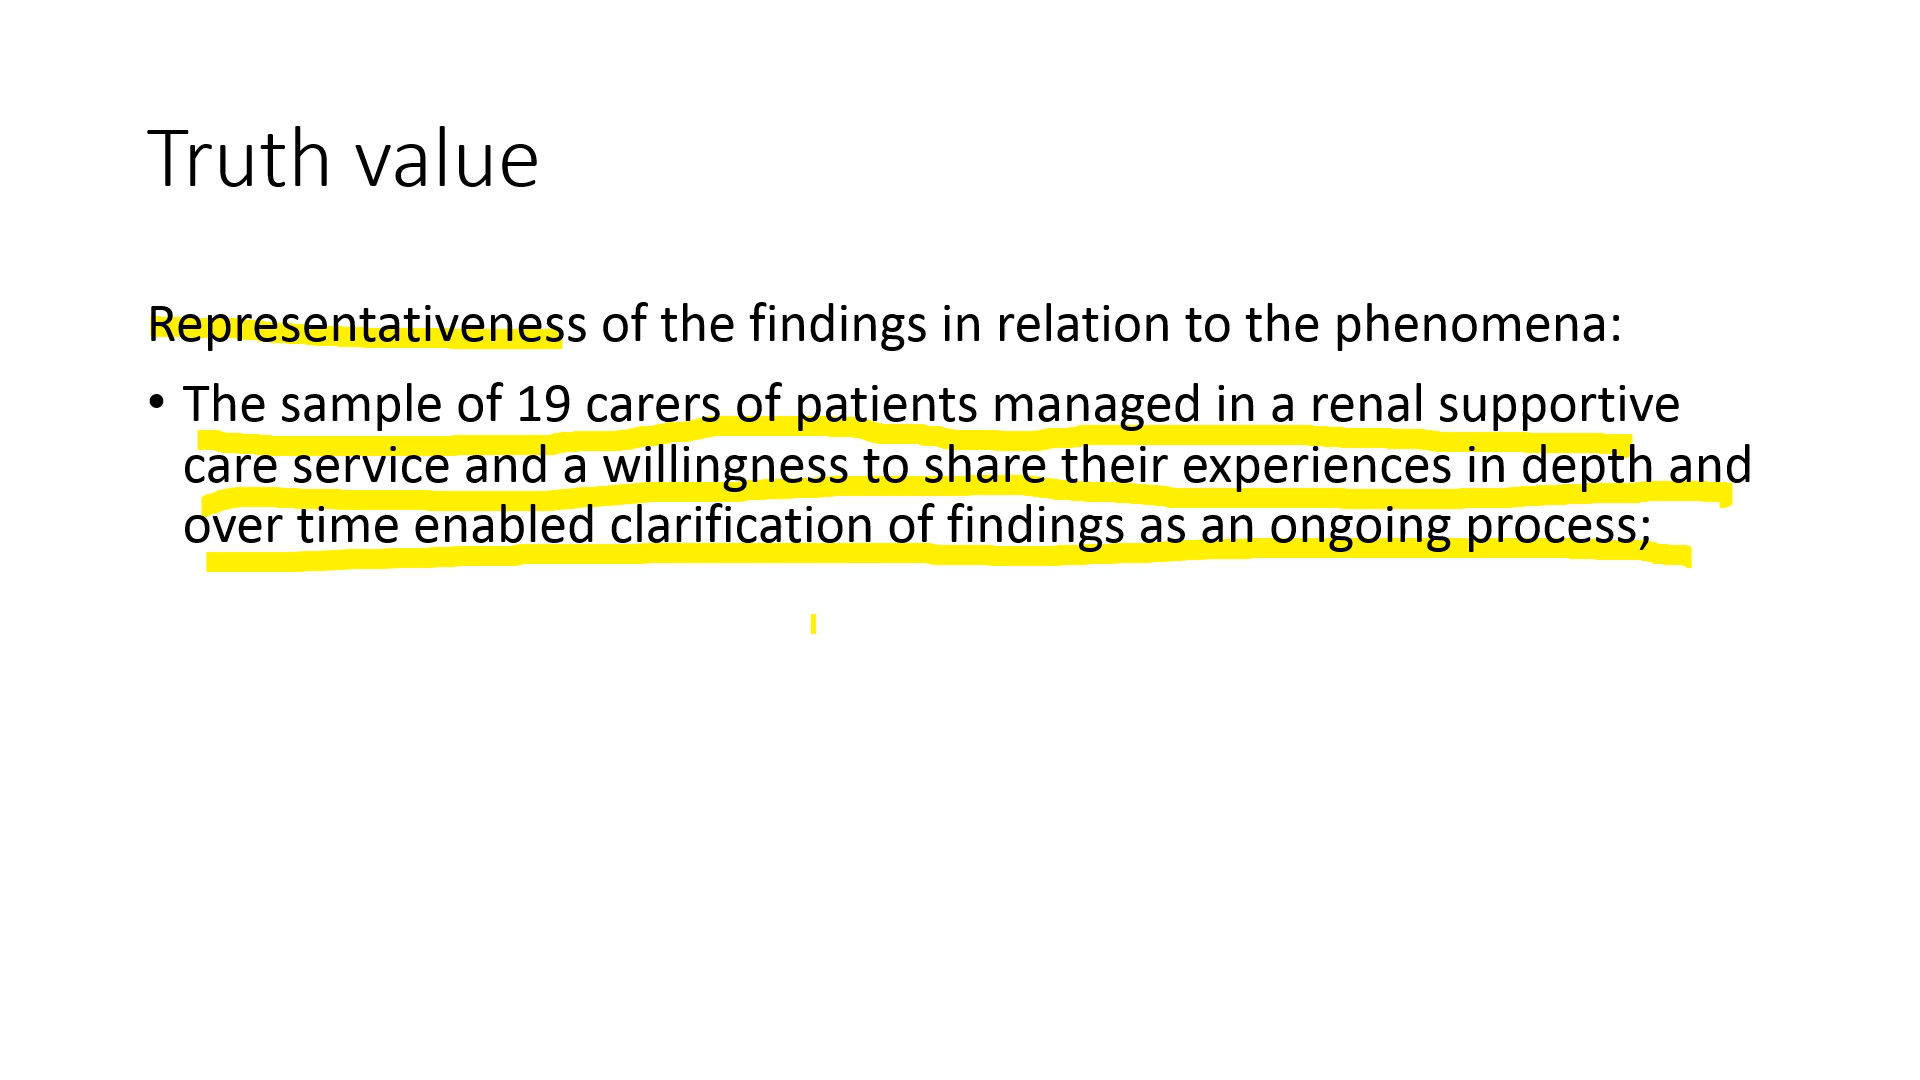 Truth value
Representativeness of the findings in relation to the phenomena:
• The sample of 19 carers of patients managed in a renal supportive
care service and a willingness to share their experiences in depth and
over time enabled clarification of findings as an ongoing process;